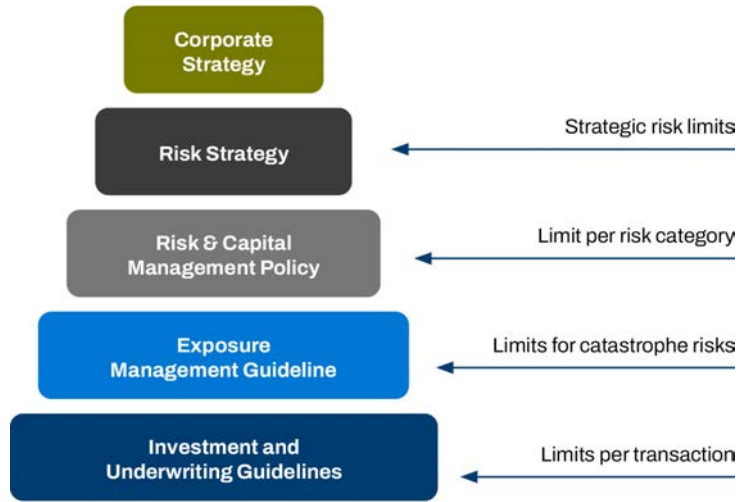 Corporate
Strategy
Risk Strategy
Strategic risk limits
Risk & Capital
Management Policy
Limit per risk category
Exposure
Management Guideline
Limits for catastrophe risks
Investment and
Underwriting Guidelines
Limits per transaction